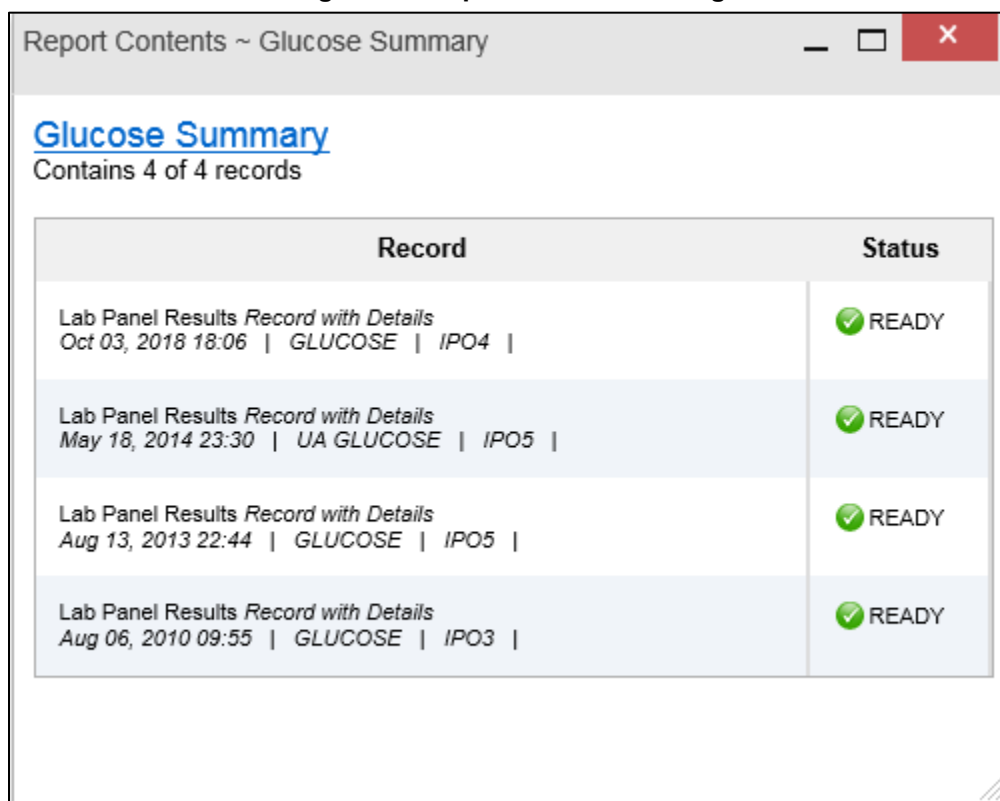 Report Contents ~ Glucose Summary
Glucose Summary
Contains 4 of 4 records
Record Status
Lab Panel Results Record with Details
Oct 03, 2018 18:06 | GLUCOSE | IPO4 |
READY
Lab Panel Results Record with Details
May 18, 2014 23:30 | UA GLUCOSE | IPO5 |
READY
Lab Panel Results Record with Details
Aug 13, 2013 22:44 | GLUCOSE | IPO5 |
READY
Lab Panel Results Record with Details
Aug 06, 2010 09:55 | GLUCOSE | IPO3 |
READY